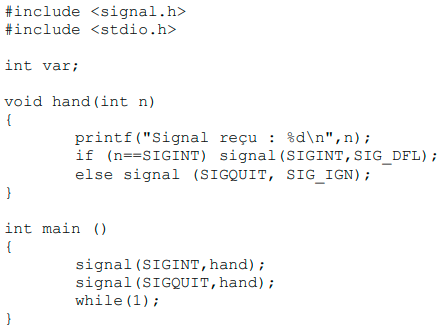 #include <signal.h>
#include <stdio.h>
int var;
void hand(int n)
{
printf("Signal reçu : %d\n",n);
if (n==SIGINT) signal(SIGINT,SIG_DFL);
else signal (SIGQUIT, SIG_IGN);
}
int main ()
{
signal(SIGINT,hand);
signal(SIGQUIT,hand);
while(1);
}